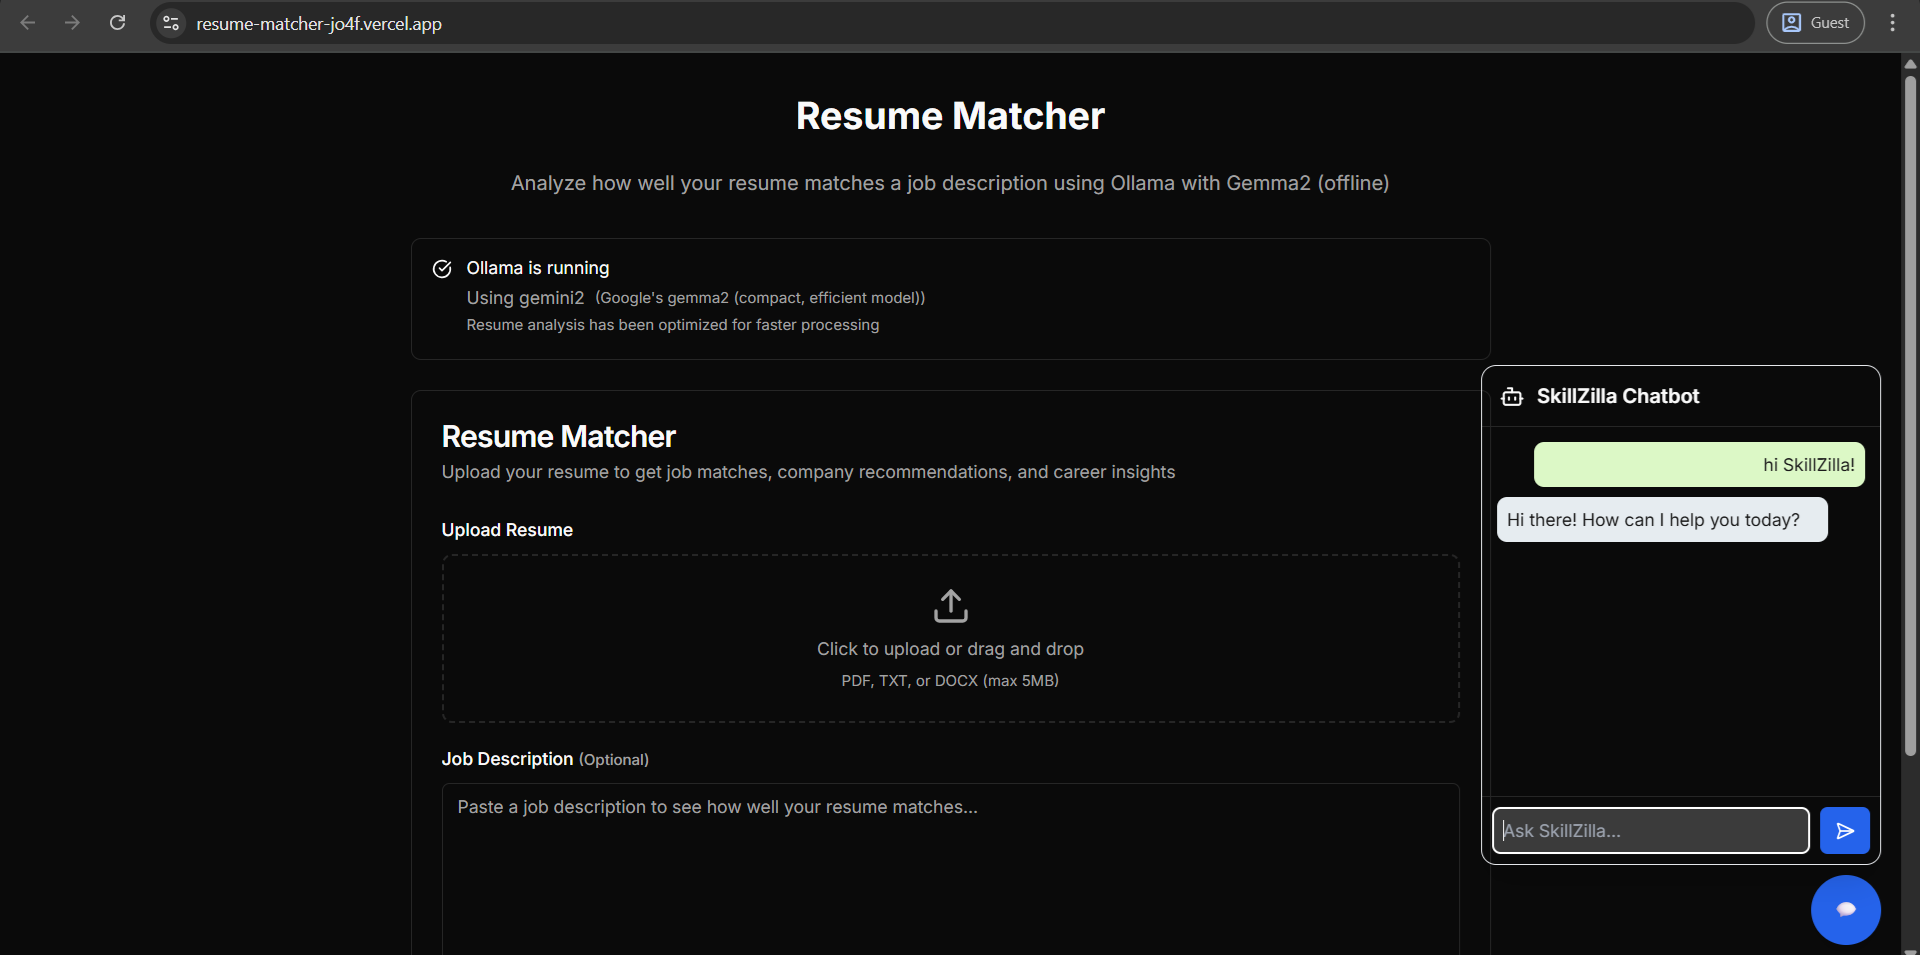 resume-matcher-jo4f.vercel.app
Guest
Resume Matcher
Analyze how well your resume matches a job description using Ollama with Gemma2 (offline)
Ollama is running
Using gemini2 (Google's gemma2 (compact, efficient model))
Resume analysis has been optimized for faster processing
Resume Matcher
Upload your resume to get job matches, company recommendations, and career insights
Upload Resume
Click to upload or drag and drop
PDF, TXT, or DOCX (max 5MB)
Job Description (Optional)
Paste a job description to see how well your resume matches...
SkillZilla Chatbot
hi SkillZilla!
Hi there! How can I help you today?
Ask SkillZilla...